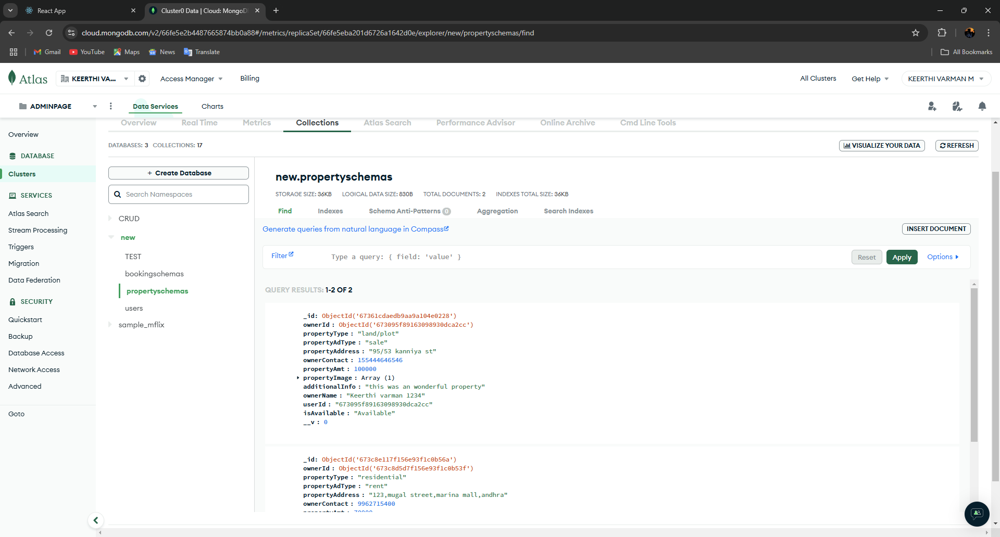 React App
Cluster0 Data | Cloud: MongoD
cloud.mongodb.com/v2/66fe5e2b4487665874bb0a88#/metrics/replicaSet/66fe5eba201d6726a1642d0e/explorer/new/propertyschemas/find
Gmail YouTube Maps News Translate All Bookmarks
Atlas KEERTHI VA... Access Manager Billing All Clusters Get Help KEERTHI VARMAN M
ADMINPAGE Data Services Charts
Overview Real Time Metrics Collections Atlas Search Performance Advisor Online Archive Cmd Line Tools
Overview
DATABASE
Clusters
SERVICES
Atlas Search
Stream Processing
Triggers
Migration
Data Federation
SECURITY
Quickstart
Backup
Database Access
Network Access
Advanced
Goto
DATABASES: 3 COLLECTIONS: 17
VISUALIZE YOUR DATA REFRESH
+ Create Database
Search Namespaces
CRUD
new
TEST
bookingschemas
propertyschemas
users
sample_mflix
new.propertyschemas
STORAGE SIZE: 36KB LOGICAL DATA SIZE: 830B TOTAL DOCUMENTS: 2 INDEXES TOTAL SIZE: 36KB
Find Indexes Schema Anti-Patterns 0 Aggregation Search Indexes
Generate queries from natural language in Compass
INSERT DOCUMENT
Filter Type a query: { field: 'value' } Reset Apply Options
QUERY RESULTS: 1-2 OF 2
_id: ObjectId('67361cdaedb9aa9a104e0228')
ownerId : ObjectId('673095f89163098930dca2cc')
propertyType : "land/plot"
propertyAdType : "sale"
propertyAddress : "95/53 kanniya st"
ownerContact : 155444646546
propertyAmt : 100000
propertyImage : Array (1)
additionalInfo : "this was an wonderful property"
ownerName : "Keerthi varman 1234"
userId : "673095f89163098930dca2cc"
isAvailable : "Available"
__v : 0
_id: ObjectId('673c8e117f156e93f1c0b56a')
ownerId : ObjectId('673c8d5d7f156e93f1c0b53f')
propertyType : "residential"
propertyAdType : "rent"
propertyAddress : "123,mugal street,marina mall,andhra"
ownerContact : 9962715400